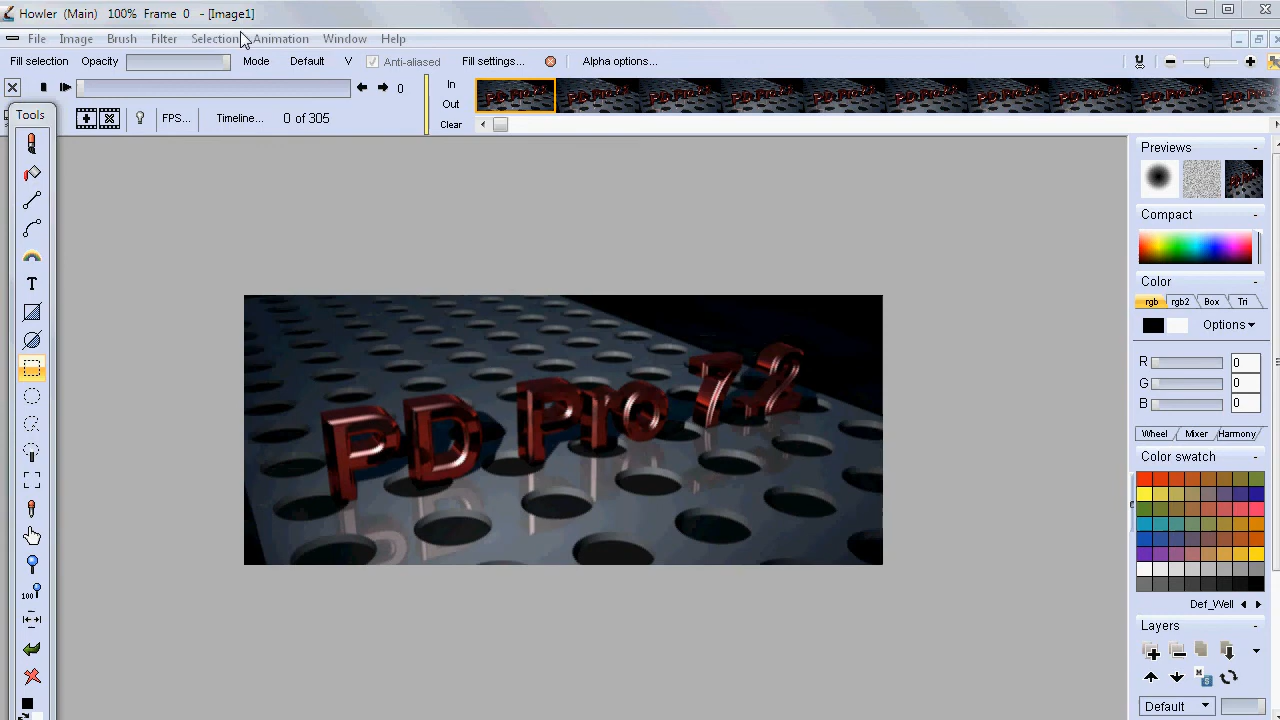 Howler (Main) 100% Frame 0 - [Image1]
File Image Brush Filter Selection Animation Window Help
Fill selection Opacity Mode Default V Anti-aliased Fill settings... Alpha options...
0 In
Out
FPS... Timeline... 0 of 305 Clear
Tools
T
100
Previews -
Compact -
Color -
rgb rgb2 Box Tri
Options
R 0
G 0
B 0
Wheel Mixer Harmony
Color swatch -
Def_Well
Layers -
M S
Default
PD Pro 7.2